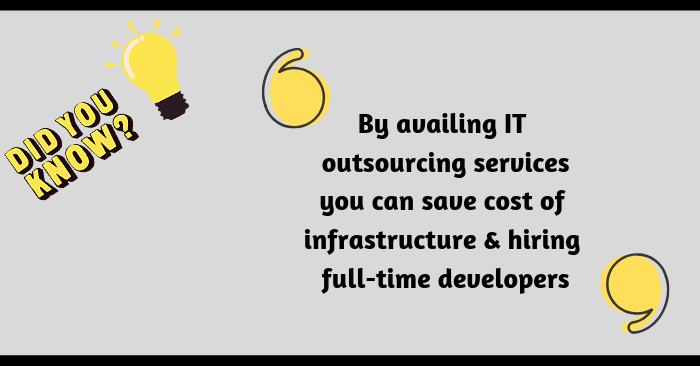 DID YOU
KNOW?
By availing IT
outsourcing services
you can save cost of
infrastructure & hiring
full-time developers